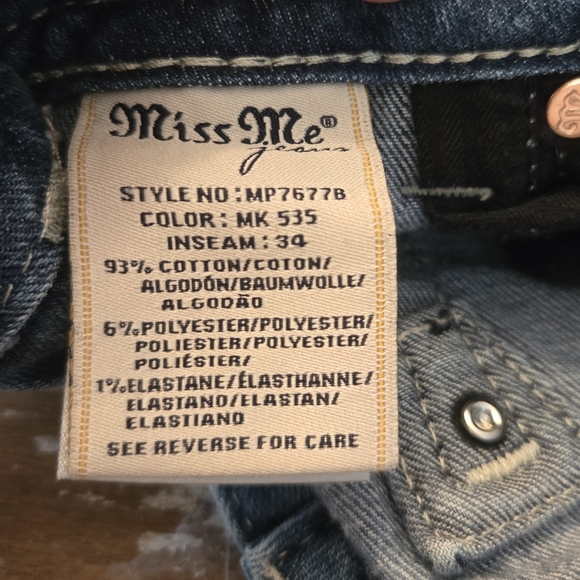 Miss Me®
jeans
STYLE NO:MP7677B
COLOR: MK 535
INSEAM: 34
93% COTTON/COTON/
ALGODÓN/BAUMWOLLE/
ALGODÃO
6%POLYESTER/POLYESTER/
POLIESTER/POLYESTER/
POLIÉSTER/
1%ELASTANE/ÉLASTHANNE/
ELASTANO/ELASTAN/
ELASTIANO
SEE REVERSE FOR CARE